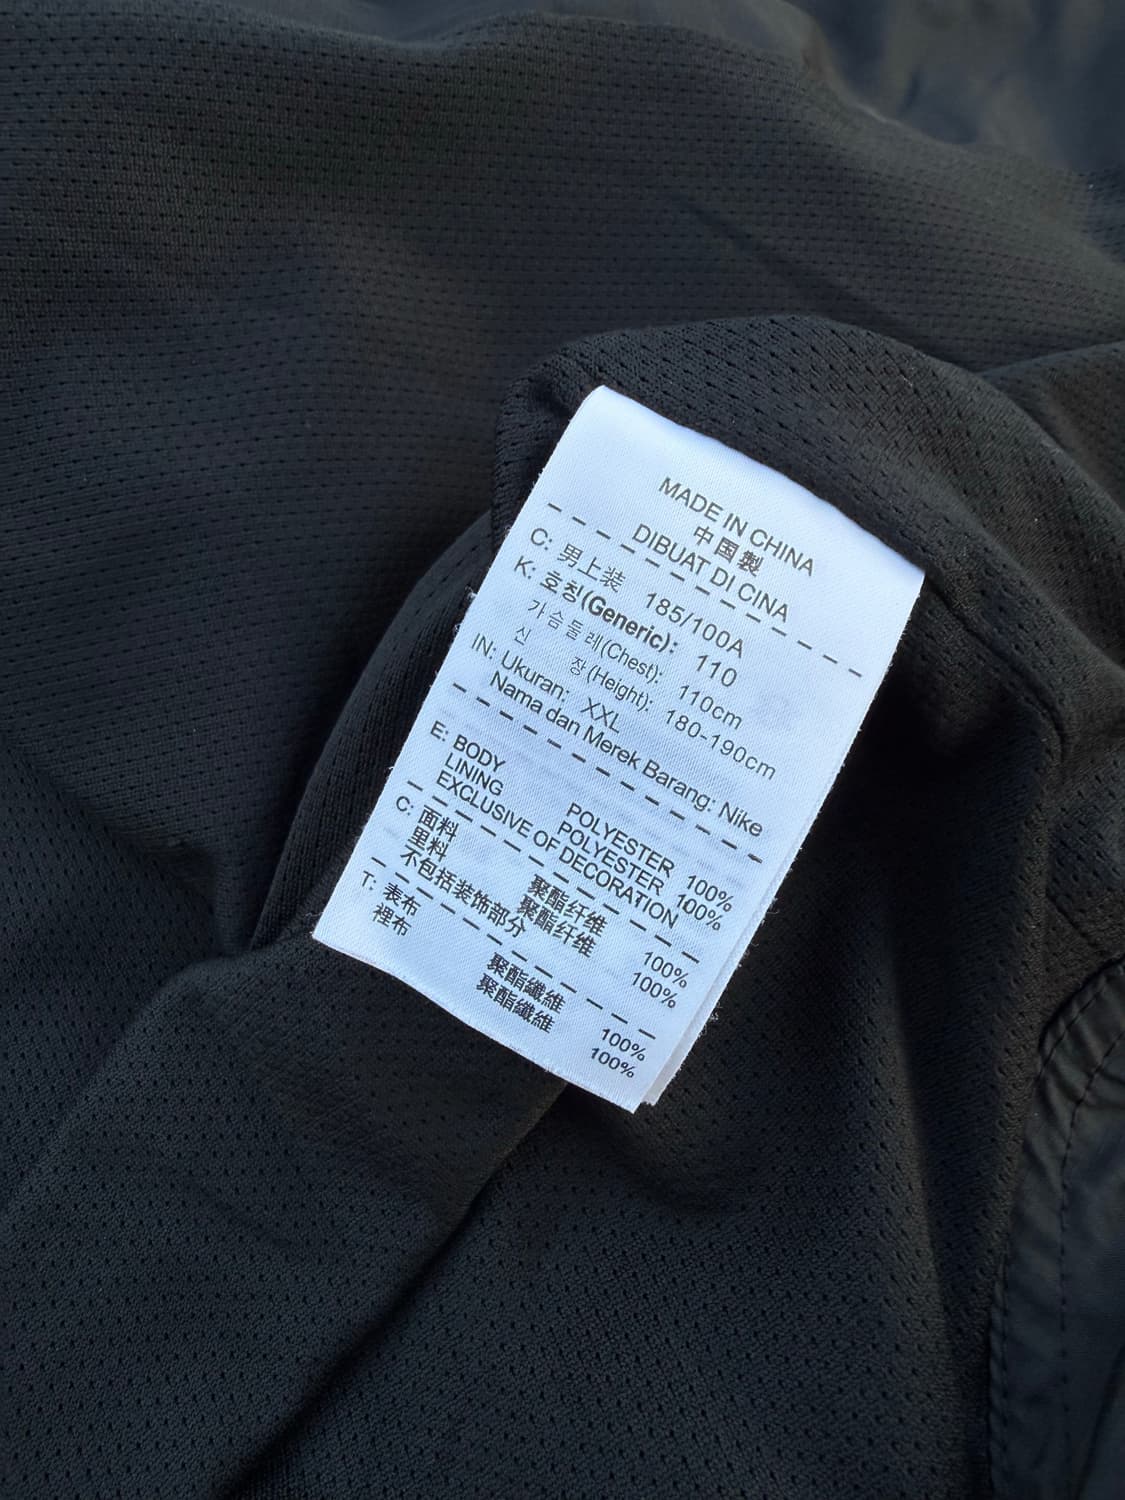 MADE IN CHINA
中国製
DIBUAT DI CINA
C: 男上装 185/100A
K: 호칭(Generic): 110
가슴둘레(Chest): 110cm
신 장(Height): 180-190cm
IN: Ukuran: XXL
Nama dan Merek Barang: Nike
E: BODY POLYESTER 100%
LINING POLYESTER 100%
EXCLUSIVE OF DECORATION
C: 面料 聚酯纤维 100%
里料 聚酯纤维 100%
不包括装饰部分
T: 表布 聚酯纖維 100%
裡布 聚酯纖維 100%